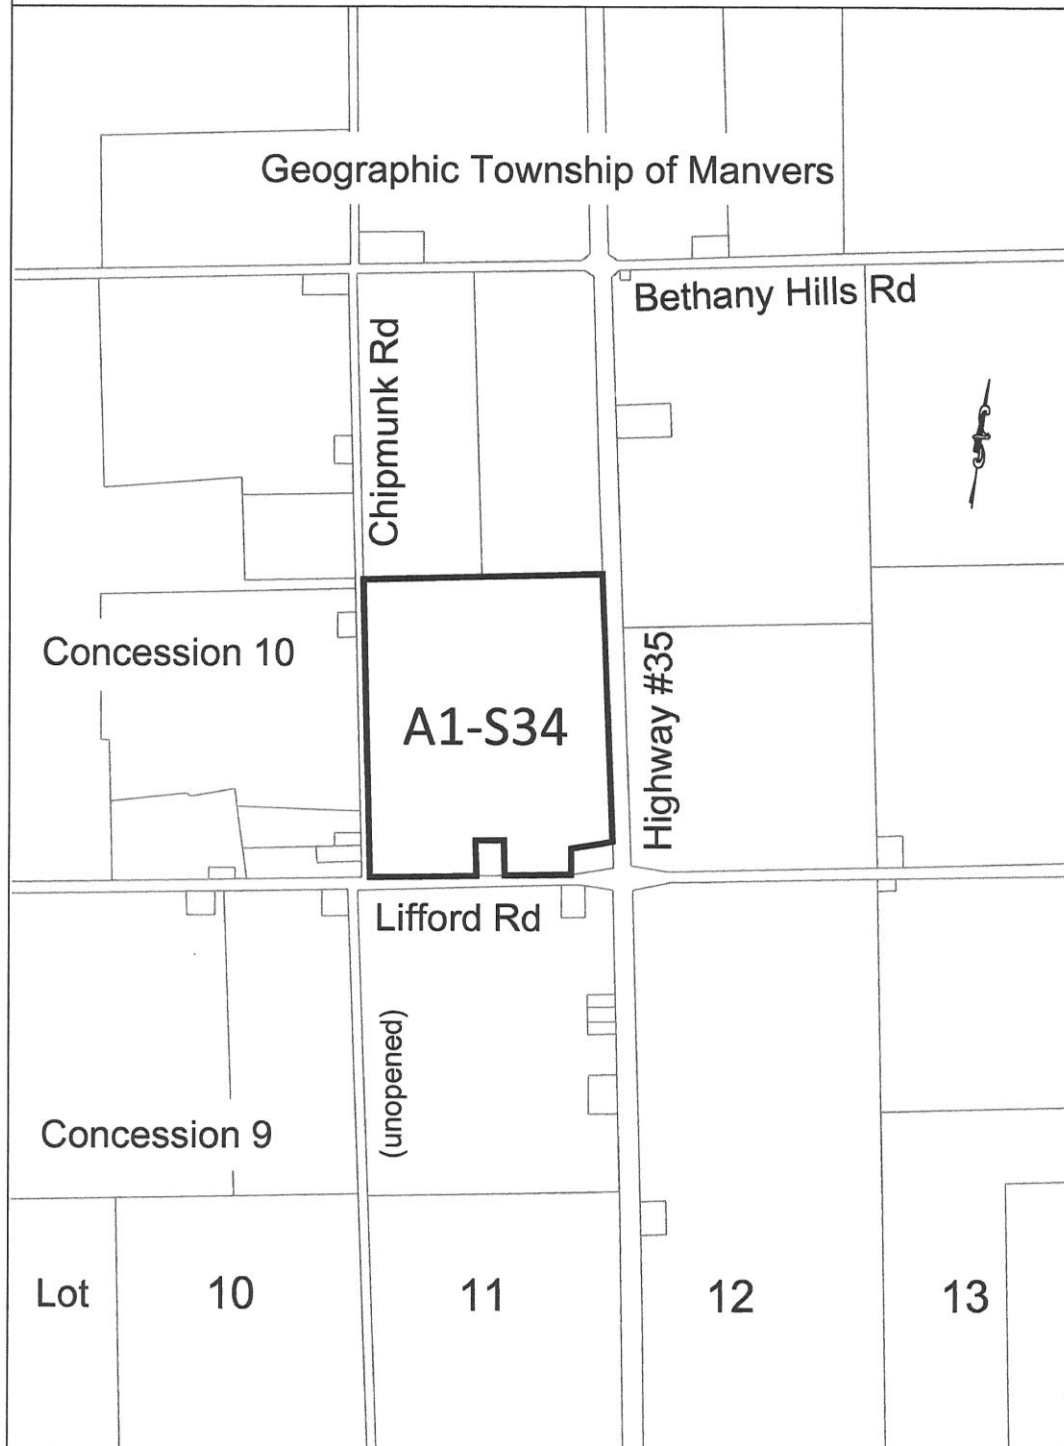 Geographic Township of Manvers
Bethany Hills Rd
Chipmunk Rd
Concession 10
A1-S34
Highway #35
Lifford Rd
(unopened)
Concession 9
Lot 10 11 12 13